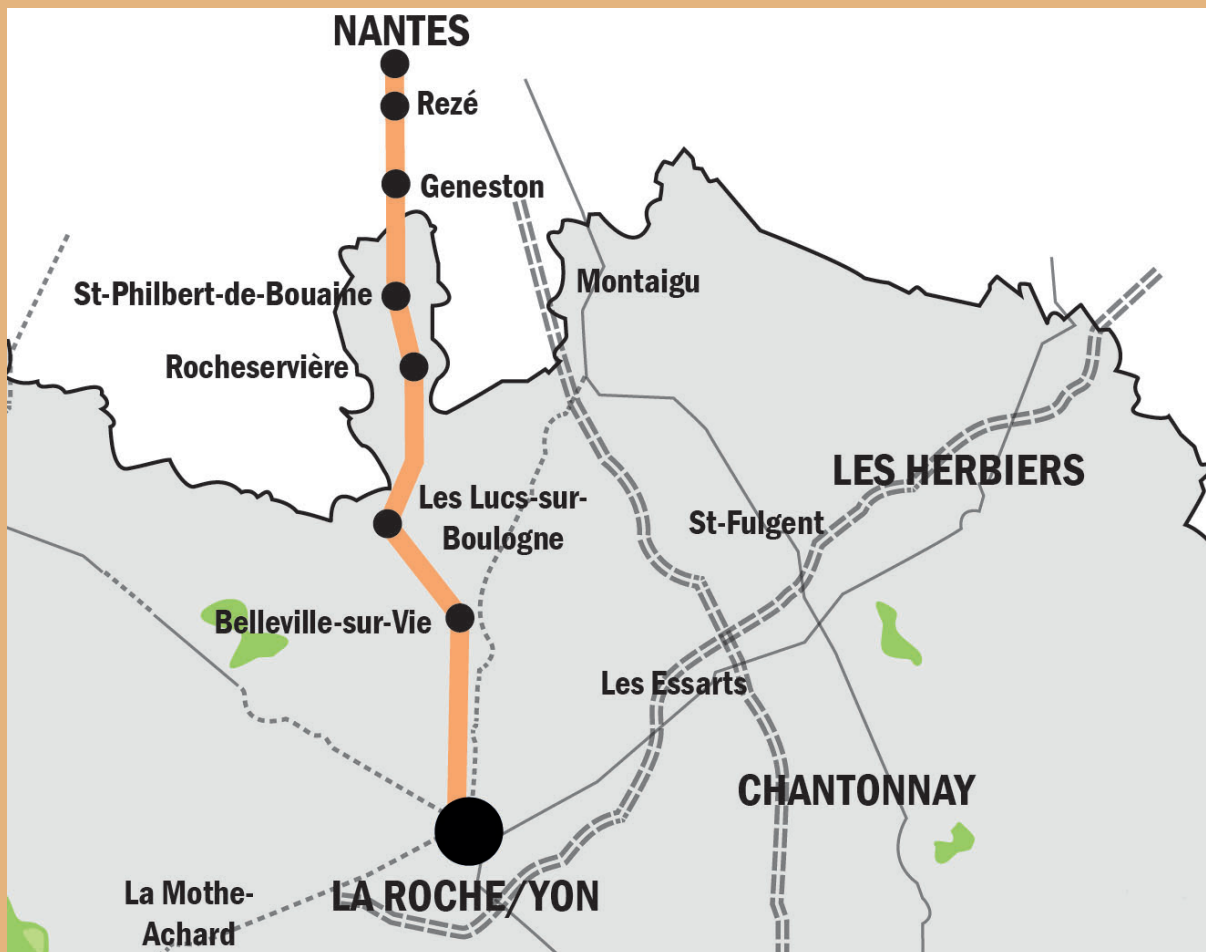 NANTES
Rezé
Geneston
Montaigu
St-Philbert-de-Bouaine
Rocheservière
LES HERBIERS
Les Lucs-sur-
Boulogne
St-Fulgent
Belleville-sur-Vie
Les Essarts
CHANTONNAY
La Mothe-
Achard
LA ROCHE/YON